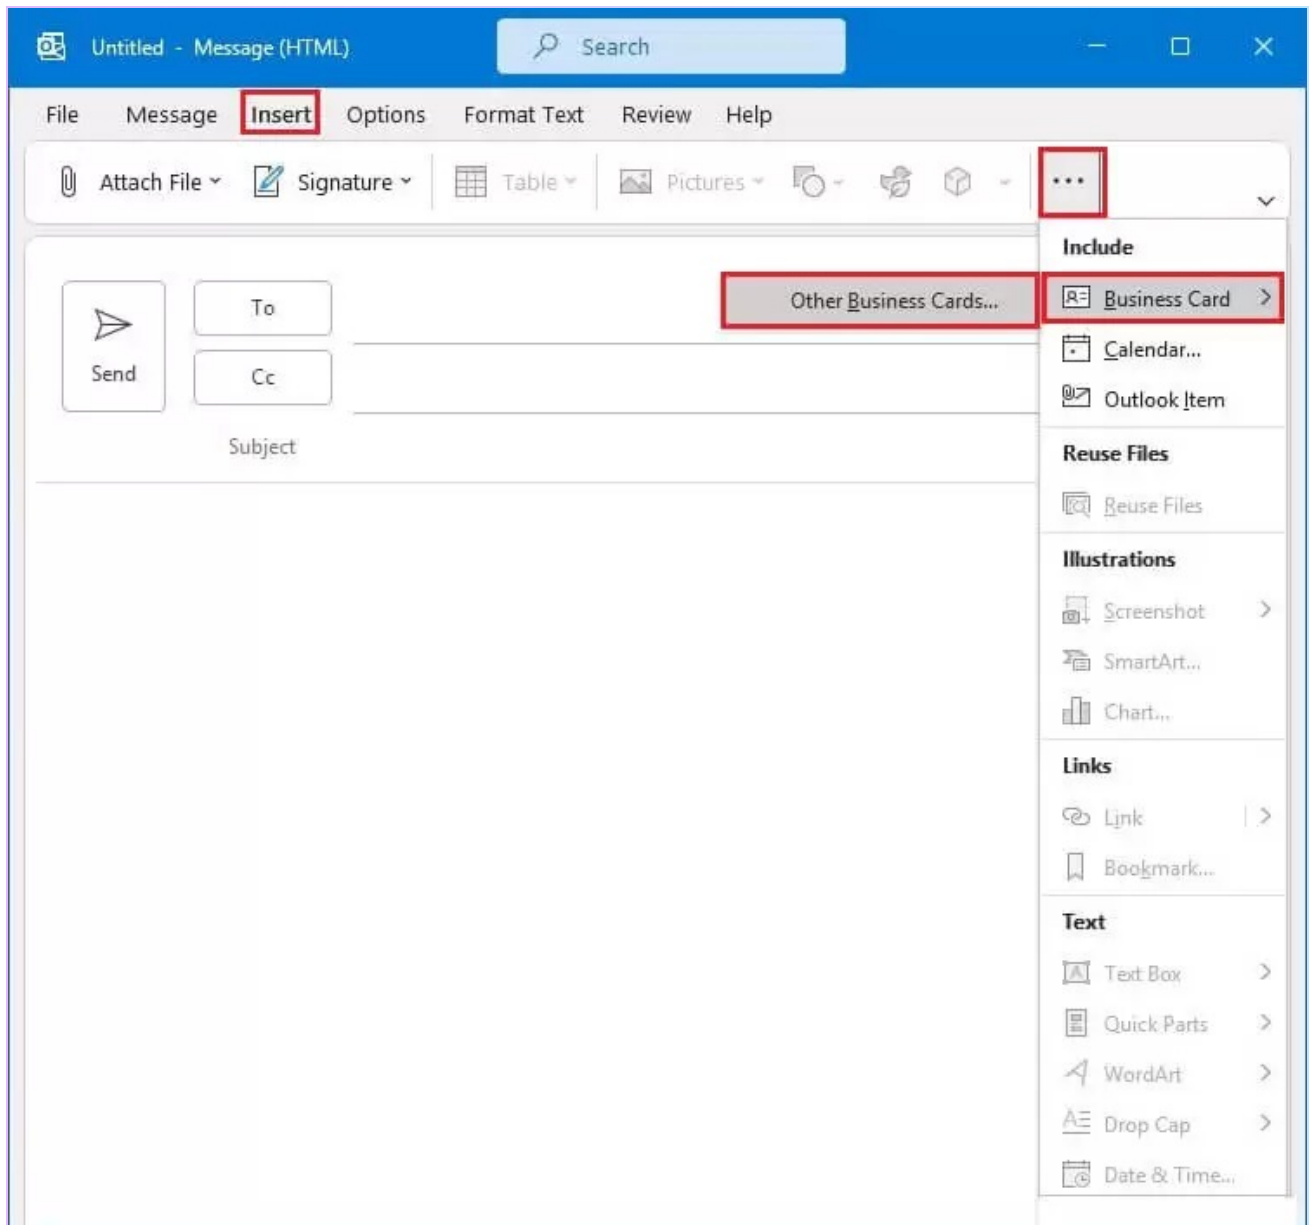 Untitled - Message (HTML)
Search
File Message Insert Options Format Text Review Help
Attach File Signature Table Pictures
Include
Other Business Cards...
Business Card
To
Calendar...
Send
Cc
Outlook Item
Subject
Reuse Files
Reuse Files
Illustrations
Screenshot
SmartArt...
Chart...
Links
Link
Bookmark...
Text
Text Box
Quick Parts
WordArt
Drop Cap
Date & Time...